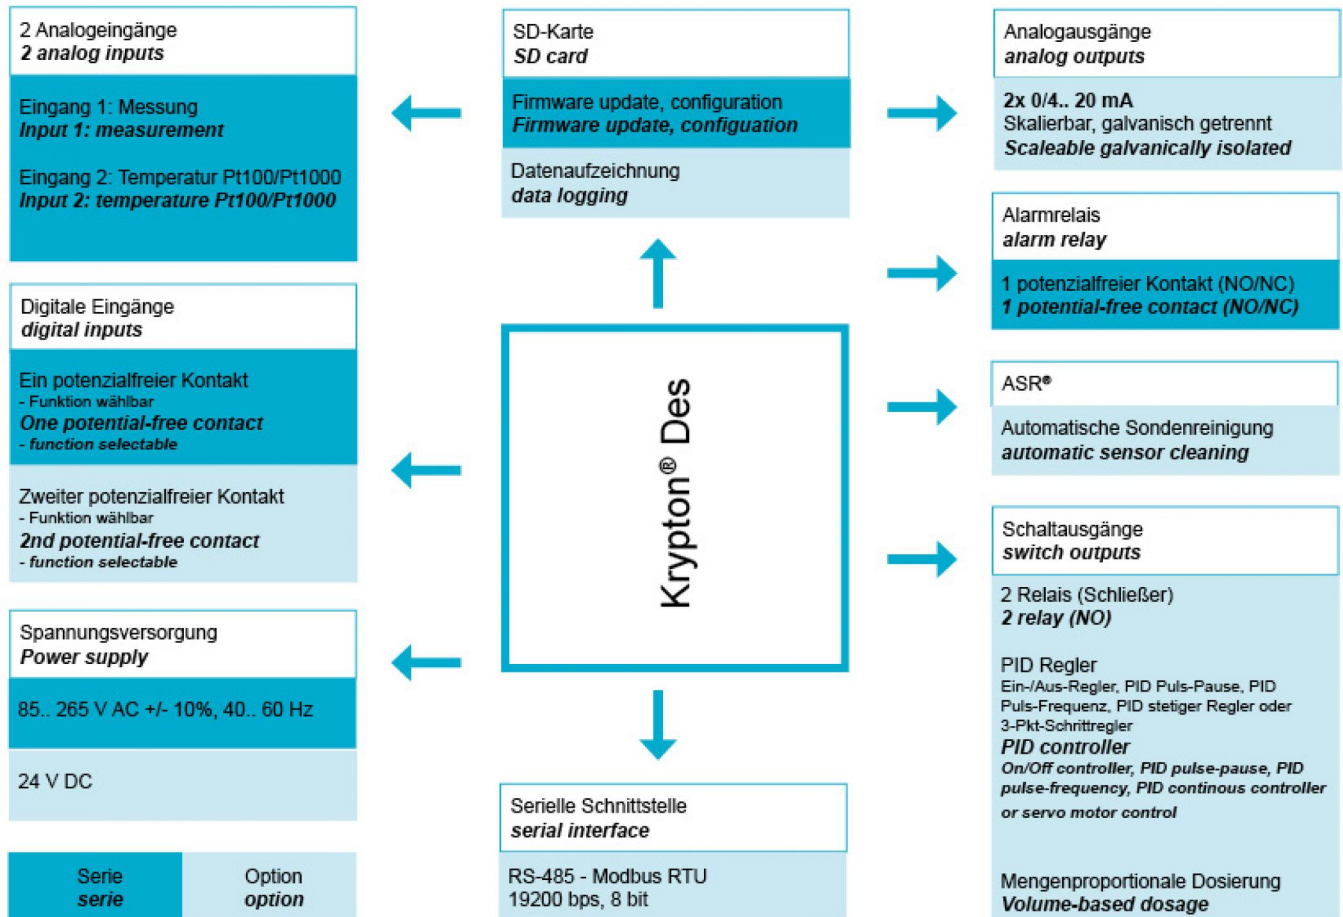 2 Analogeingänge
2 analog inputs
Eingang 1: Messung
Input 1: measurement
Eingang 2: Temperatur Pt100/Pt1000
Input 2: temperature Pt100/Pt1000
Digitale Eingänge
digital inputs
Ein potenzialfreier Kontakt
- Funktion wählbar
One potential-free contact
- function selectable
Zweiter potenzialfreier Kontakt
- Funktion wählbar
2nd potential-free contact
- function selectable
Spannungsversorgung
Power supply
85.. 265 V AC +/- 10%, 40.. 60 Hz
24 V DC
Serie
serie
Option
option
SD-Karte
SD card
Firmware update, configuration
Firmware update, configuation
Datenaufzeichnung
data logging
Krypton® Des
Serielle Schnittstelle
serial interface
RS-485 - Modbus RTU
19200 bps, 8 bit
Analogausgänge
analog outputs
2x 0/4.. 20 mA
Skalierbar, galvanisch getrennt
Scaleable galvanically isolated
Alarmrelais
alarm relay
1 potenzialfreier Kontakt (NO/NC)
1 potential-free contact (NO/NC)
ASR®
Automatische Sondenreinigung
automatic sensor cleaning
Schaltausgänge
switch outputs
2 Relais (Schließer)
2 relay (NO)
PID Regler
Ein-/Aus-Regler, PID Puls-Pause, PID
Puls-Frequenz, PID stetiger Regler oder
3-Pkt-Schrittregler
PID controller
On/Off controller, PID pulse-pause, PID
pulse-frequency, PID continous controller
or servo motor control
Mengenproportionale Dosierung
Volume-based dosage